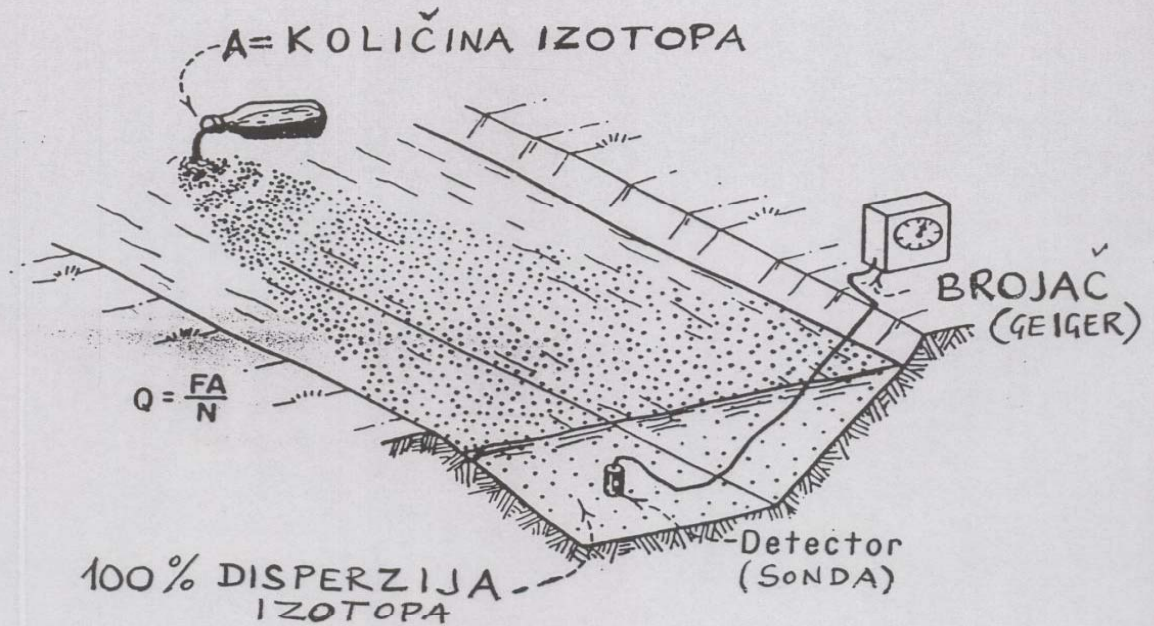 A = KOLIČINA IZOTOPA
BROJAČ
(GEIGER)
Q = FA/N
Detector
(SONDA)
100% DISPERZIJA
IZOTOPA